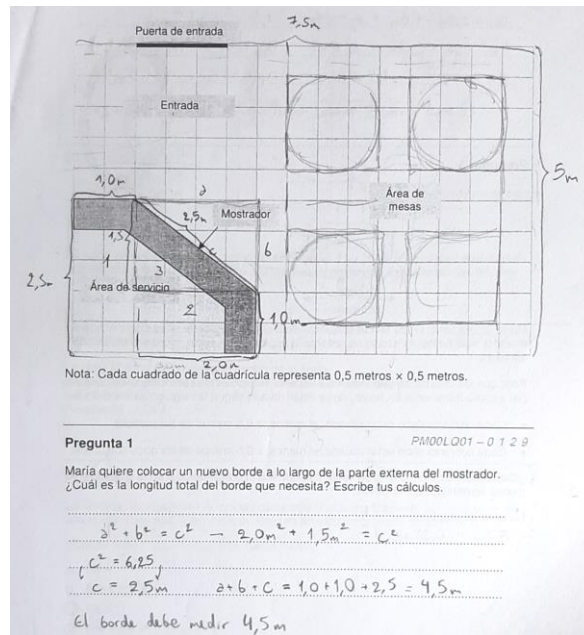 7,5m
Puerta de entrada
Entrada
5m
1,0m
a
Área de
mesas
2,5m
Mostrador
1,5
c
b
2,5m
1
3
Área de servicio
2
1,0m
2,0m
Nota: Cada cuadrado de la cuadrícula representa 0,5 metros × 0,5 metros.
Pregunta 1
PM00LQ01 – 0 1 2 9
María quiere colocar un nuevo borde a lo largo de la parte externa del mostrador.
¿Cuál es la longitud total del borde que necesita? Escribe tus cálculos.
a² + b² = c² — 2,0m² + 1,5m² = c²
c² = 6,25
c = 2,5m a+b+c = 1,0+1,0+2,5 = 4,5m
El borde debe medir 4,5m